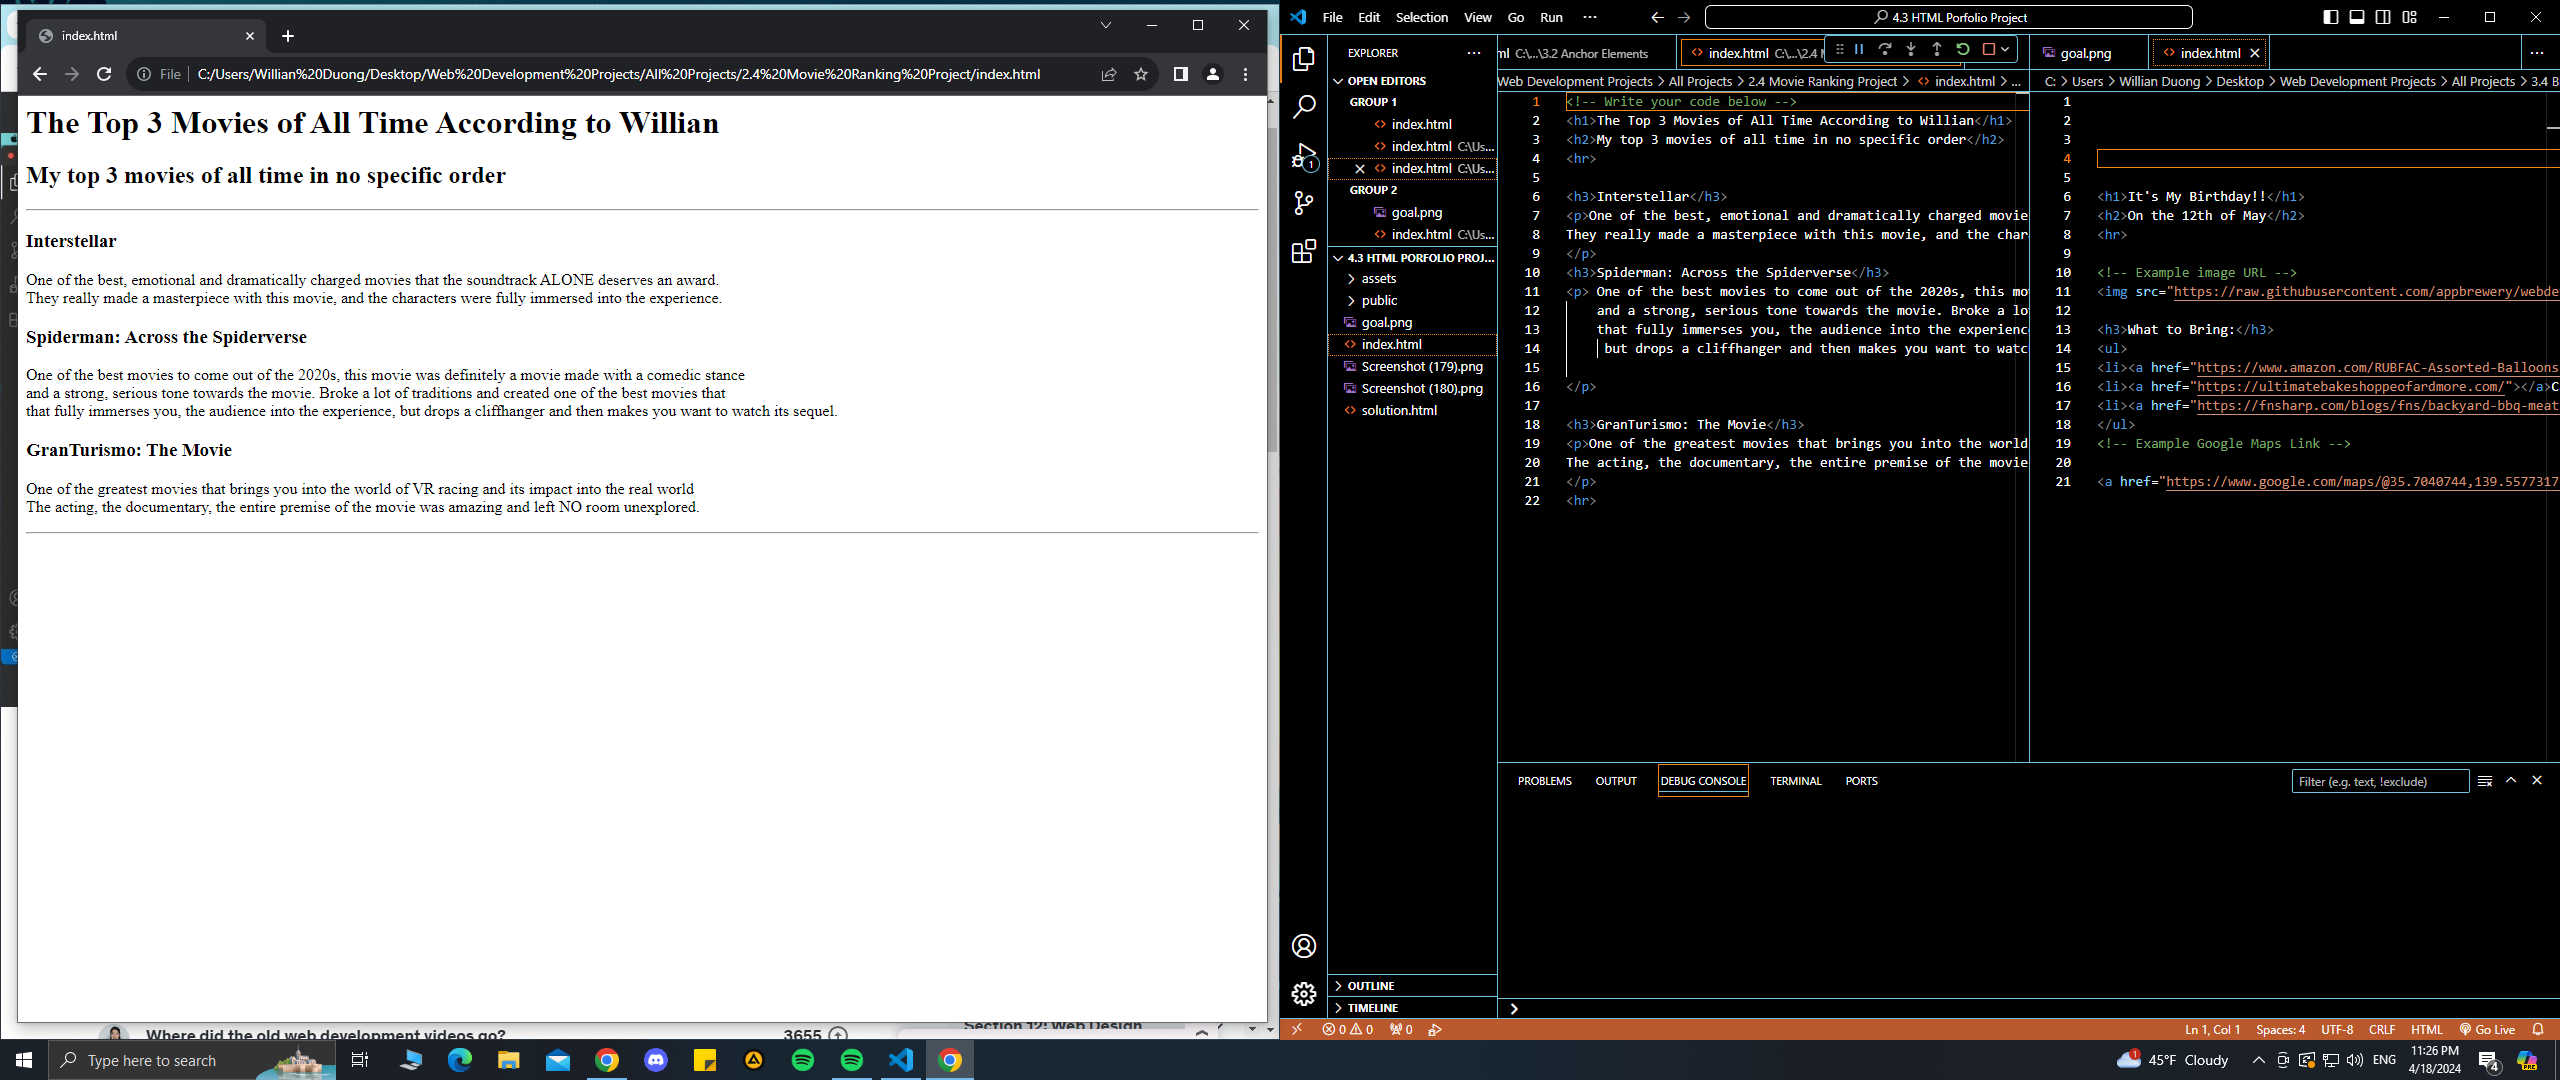 index.html
File
C:/Users/Willian%20Duong/Desktop/Web%20Development%20Projects/All%20Projects/2.4%20Movie%20Ranking%20Project/index.html
The Top 3 Movies of All Time According to Willian
My top 3 movies of all time in no specific order
Interstellar
One of the best, emotional and dramatically charged movies that the soundtrack ALONE deserves an award.
They really made a masterpiece with this movie, and the characters were fully immersed into the experience.
Spiderman: Across the Spiderverse
One of the best movies to come out of the 2020s, this movie was definitely a movie made with a comedic stance
and a strong, serious tone towards the movie. Broke a lot of traditions and created one of the best movies that
that fully immerses you, the audience into the experience, but drops a cliffhanger and then makes you want to watch its sequel.
GranTurismo: The Movie
One of the greatest movies that brings you into the world of VR racing and its impact into the real world
The acting, the documentary, the entire premise of the movie was amazing and left NO room unexplored.
Where did the old web development videos go?
3655
Section 12: Web Design
File Edit Selection View Go Run ···
4.3 HTML Porfolio Project
EXPLORER ···
OPEN EDITORS
GROUP 1
index.html
index.html C:\Us...
index.html C:\Us...
GROUP 2
goal.png
index.html C:\Us...
4.3 HTML PORFOLIO PROJ...
assets
public
goal.png
index.html
Screenshot (179).png
Screenshot (180).png
solution.html
OUTLINE
TIMELINE
1
ml C:\...\3.2 Anchor Elements
index.html C:\...\2.4
Web Development Projects > All Projects > 2.4 Movie Ranking Project > index.html > ...
1 <!-- Write your code below -->
2 <h1>The Top 3 Movies of All Time According to Willian</h1>
3 <h2>My top 3 movies of all time in no specific order</h2>
4 <hr>
5
6 <h3>Interstellar</h3>
7 <p>One of the best, emotional and dramatically charged movie
8 They really made a masterpiece with this movie, and the char
9 </p>
10 <h3>Spiderman: Across the Spiderverse</h3>
11 <p> One of the best movies to come out of the 2020s, this mo
12 and a strong, serious tone towards the movie. Broke a lo
13 that fully immerses you, the audience into the experienc
14 but drops a cliffhanger and then makes you want to watc
15
16 </p>
17
18 <h3>GranTurismo: The Movie</h3>
19 <p>One of the greatest movies that brings you into the world
20 The acting, the documentary, the entire premise of the movie
21 </p>
22 <hr>
goal.png
index.html
···
C: > Users > Willian Duong > Desktop > Web Development Projects > All Projects > 3.4 B
1
2
3
4
5
6 <h1>It's My Birthday!!</h1>
7 <h2>On the 12th of May</h2>
8 <hr>
9
10 <!-- Example image URL -->
11 <img src="https://raw.githubusercontent.com/appbrewery/webde
12
13 <h3>What to Bring:</h3>
14 <ul>
15 <li><a href="https://www.amazon.com/RUBFAC-Assorted-Balloons
16 <li><a href="https://ultimatebakeshoppeofardmore.com/"></a>C
17 <li><a href="https://fnsharp.com/blogs/fns/backyard-bbq-meat
18 </ul>
19 <!-- Example Google Maps Link -->
20
21 <a href="https://www.google.com/maps/@35.7040744,139.5577317
PROBLEMS OUTPUT DEBUG CONSOLE TERMINAL PORTS
Filter (e.g. text, !exclude)
0 0 0
Ln 1, Col 1 Spaces: 4 UTF-8 CRLF HTML Go Live
Type here to search
1
45°F Cloudy
ENG
11:26 PM
4/18/2024
4